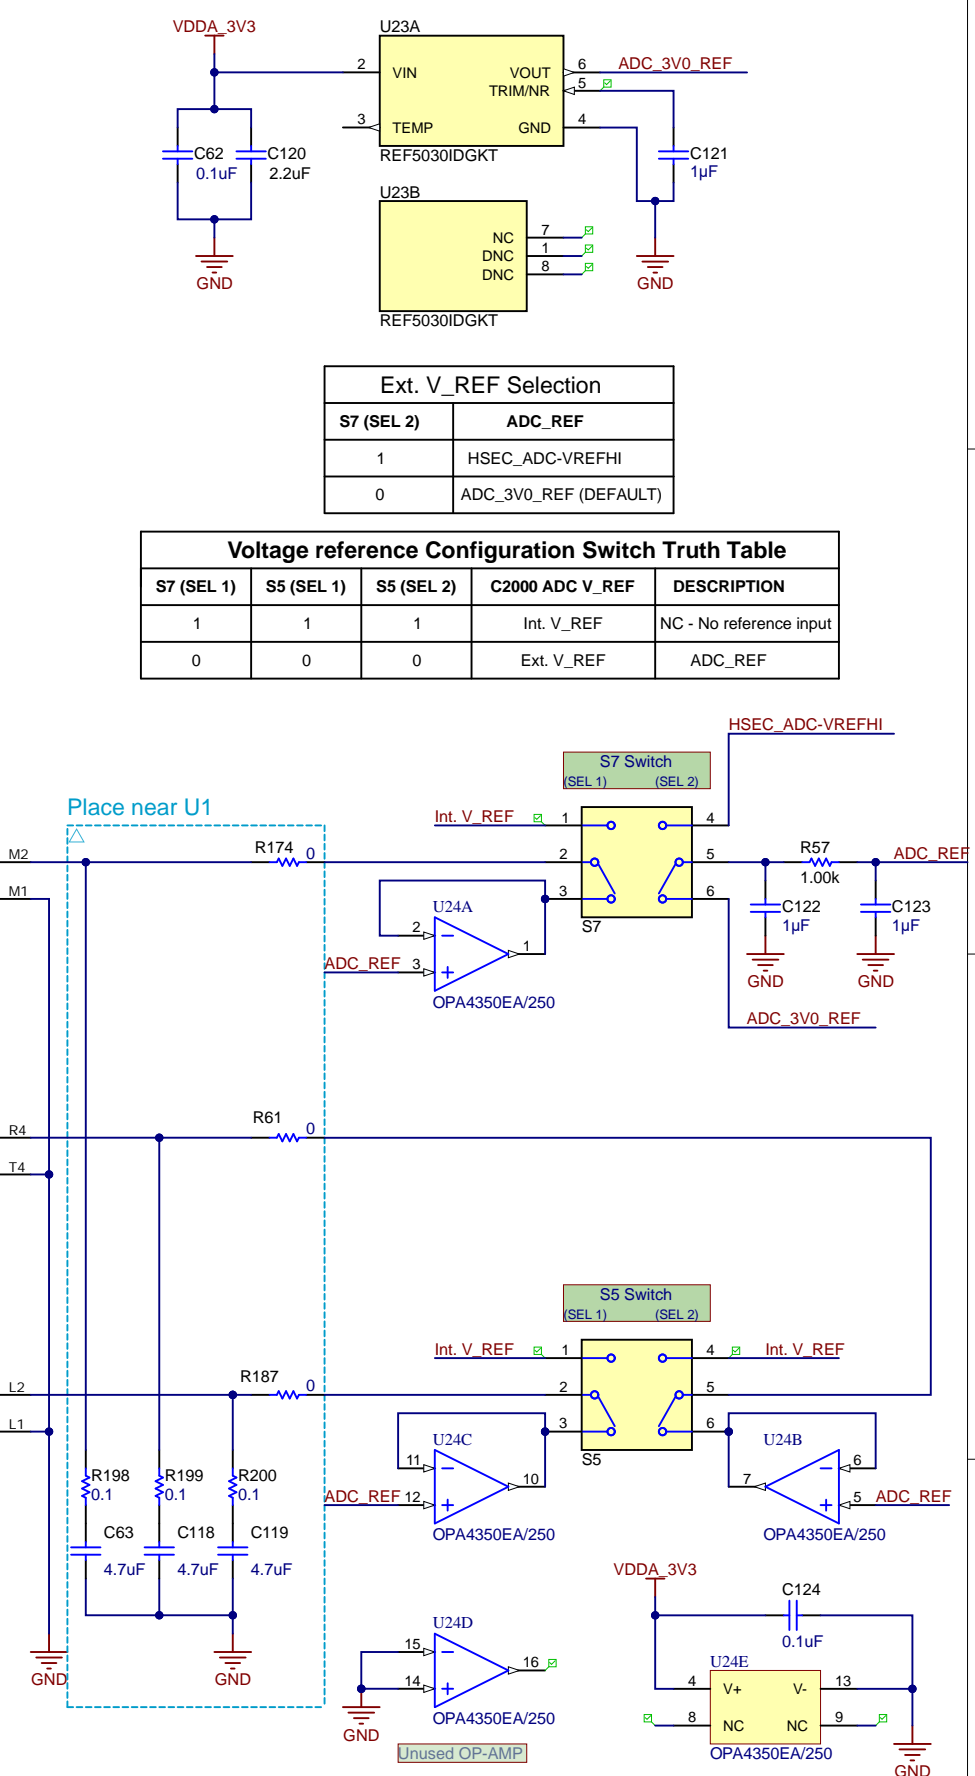 VDDA_3V3
U23A
2
VIN
VOUT
6
ADC_3V0_REF
TRIM/NR
5
3
TEMP
GND
4
REF5030IDGKT
C62
0.1uF
C120
2.2uF
C121
1µF
GND
GND
U23B
NC
7
DNC
1
DNC
8
REF5030IDGKT
Ext. V_REF Selection
S7 (SEL 2)
ADC_REF
1
HSEC_ADC-VREFHI
0
ADC_3V0_REF (DEFAULT)
Voltage reference Configuration Switch Truth Table
S7 (SEL 1)
S5 (SEL 1)
S5 (SEL 2)
C2000 ADC V_REF
DESCRIPTION
1
1
1
Int. V_REF
NC - No reference input
0
0
0
Ext. V_REF
ADC_REF
HSEC_ADC-VREFHI
S7 Switch
(SEL 1)
(SEL 2)
Place near U1
Int. V_REF
1
4
M2
R174
0
2
5
R57
1.00k
ADC_REF
M1
U24A
3
6
S7
C122
1µF
C123
1µF
2
1
ADC_REF
3
OPA4350EA/250
GND
GND
ADC_3V0_REF
R4
R61
0
T4
S5 Switch
(SEL 1)
(SEL 2)
Int. V_REF
1
4
Int. V_REF
L2
R187
0
2
5
L1
U24C
3
6
S5
U24B
11
10
7
6
ADC_REF
12
5
ADC_REF
OPA4350EA/250
OPA4350EA/250
R198
0.1
R199
0.1
R200
0.1
C63
4.7uF
C118
4.7uF
C119
4.7uF
GND
GND
U24D
15
16
14
OPA4350EA/250
GND
Unused OP-AMP
VDDA_3V3
C124
0.1uF
U24E
4
V+
V-
13
8
NC
NC
9
OPA4350EA/250
GND